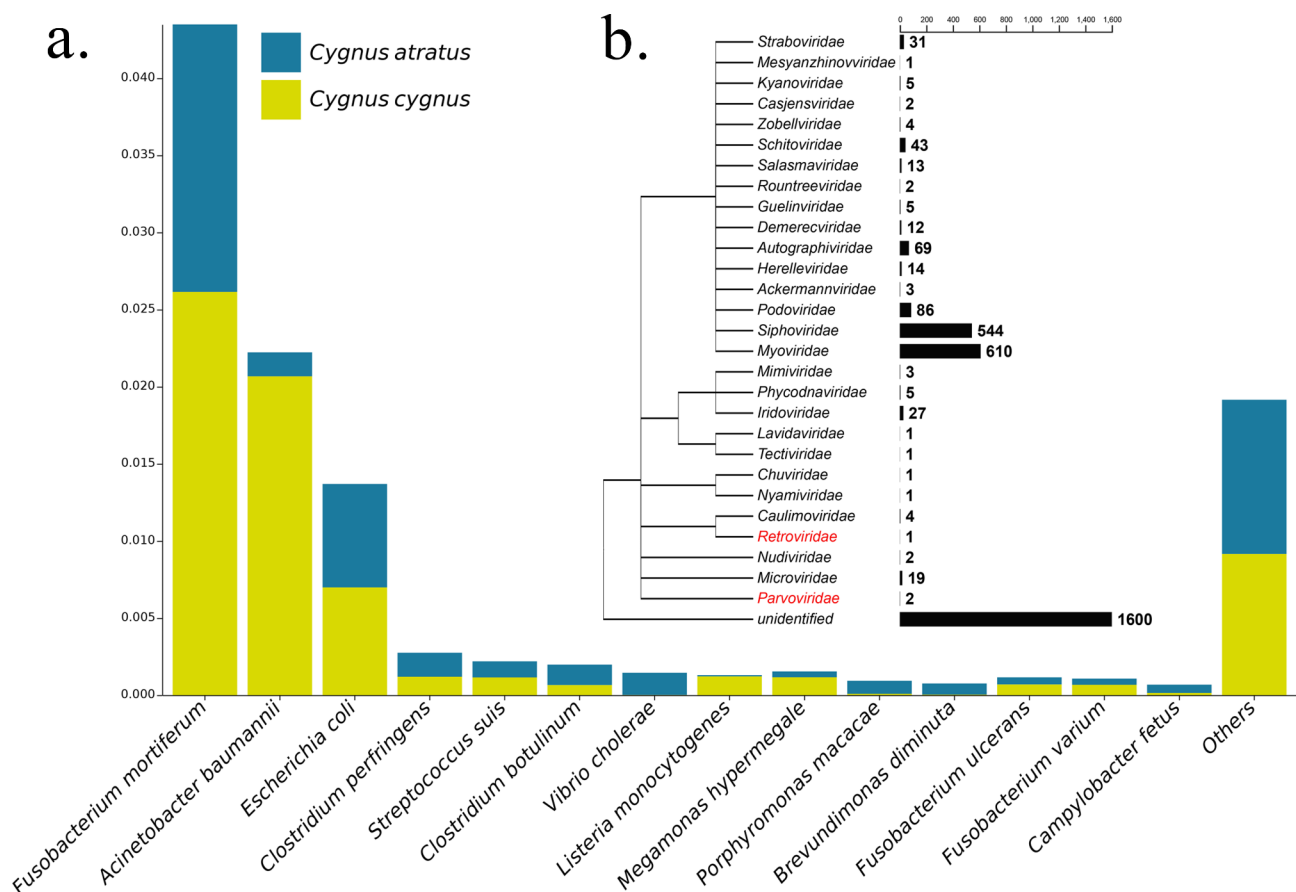 a.
Cygnus atratus
Cygnus cygnus
0.040
0.035
0.030
0.025
0.020
0.015
0.010
0.005
0.000
Fusobacterium mortiferum
Acinetobacter baumannii
Escherichia coli
Clostridium perfringens
Streptococcus suis
Clostridium botulinum
Vibrio cholerae
Listeria monocytogenes
Megamonas hypermegale
Porphyromonas macacae
Brevundimonas diminuta
Fusobacterium ulcerans
Fusobacterium varium
Campylobacter fetus
Others
b.
0 200 400 600 800 1,000 1,200 1,400 1,600
Straboviridae 31
Mesyanzhinovviridae 1
Kyanoviridae 5
Casjensviridae 2
Zobellviridae 4
Schitoviridae 43
Salasmaviridae 13
Rountreeviridae 2
Guelinviridae 5
Demerecviridae 12
Autographiviridae 69
Herelleviridae 14
Ackermannviridae 3
Podoviridae 86
Siphoviridae 544
Myoviridae 610
Mimiviridae 3
Phycodnaviridae 5
Iridoviridae 27
Lavidaviridae 1
Tectiviridae 1
Chuviridae 1
Nyamiviridae 1
Caulimoviridae 4
Retroviridae 1
Nudiviridae 2
Microviridae 19
Parvoviridae 2
unidentified 1600